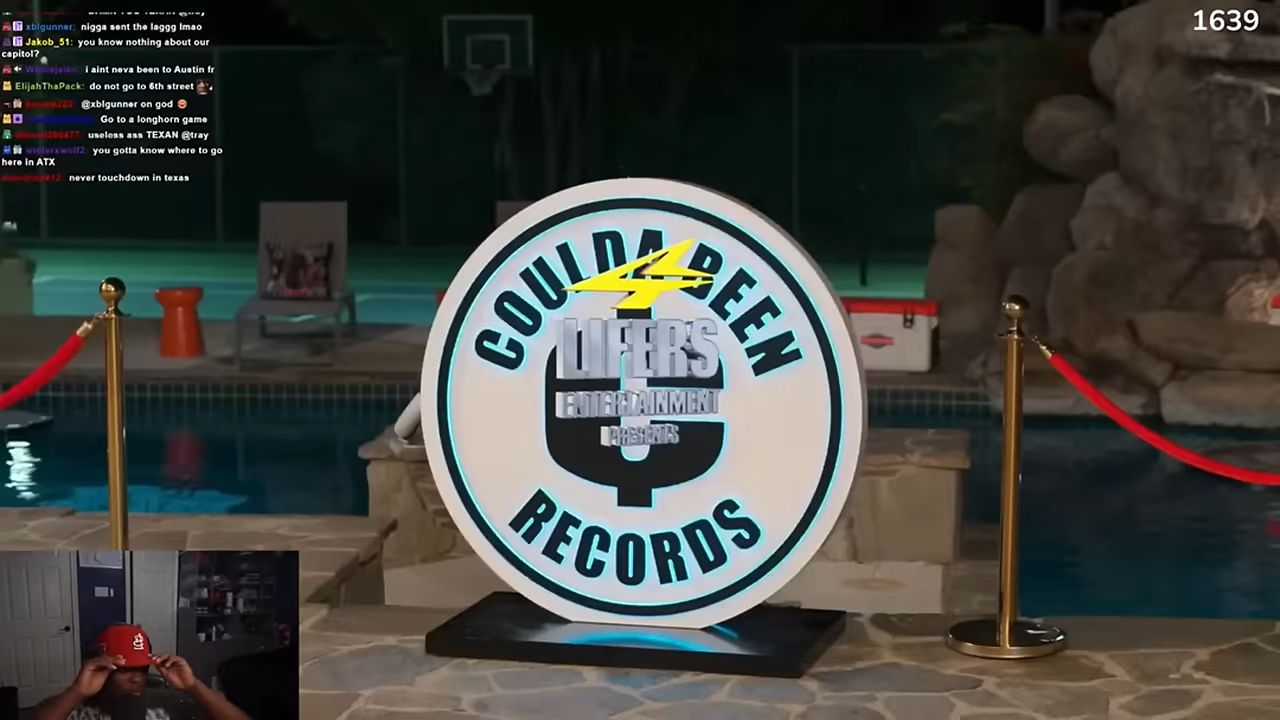 1639
xblgunner: nigga sent the laggg lmao
Jakob_51: you know nothing about our
capitol?
i aint neva been to Austin fr
ElijahThaPack: do not go to 6th street
@xblgunner on god
Go to a longhorn game
useless ass TEXAN @tray
winterxwolf2: you gotta know where to go
here in ATX
never touchdown in texas
COULDA BEEN
LIFERS
ENTERTAINMENT
PRESENTS
RECORDS